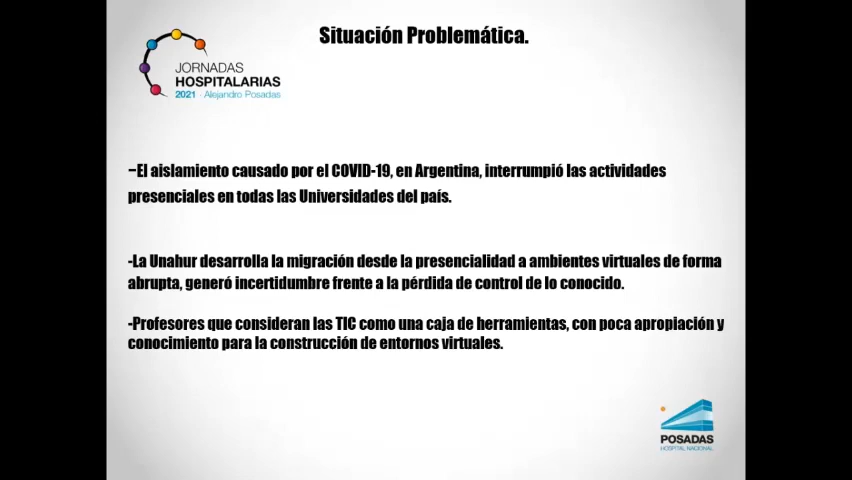 Situación Problemática.
JORNADAS
HOSPITALARIAS
2021 · Alejandro Posadas
-El aislamiento causado por el COVID-19, en Argentina, interrumpió las actividades
presenciales en todas las Universidades del país.
-La Unahur desarrolla la migración desde la presencialidad a ambientes virtuales de forma
abrupta, generó incertidumbre frente a la pérdida de control de lo conocido.
-Profesores que consideran las TIC como una caja de herramientas, con poca apropiación y
conocimiento para la construcción de entornos virtuales.
POSADAS
HOSPITAL NACIONAL